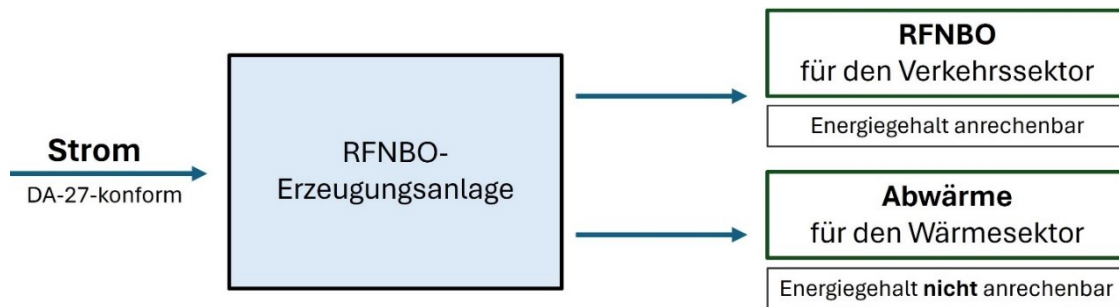 Strom
DA-27-konform
RFNBO-
Erzeugungsanlage
RFNBO
für den Verkehrssektor
Energiegehalt anrechenbar
Abwärme
für den Wärmesektor
Energiegehalt nicht anrechenbar